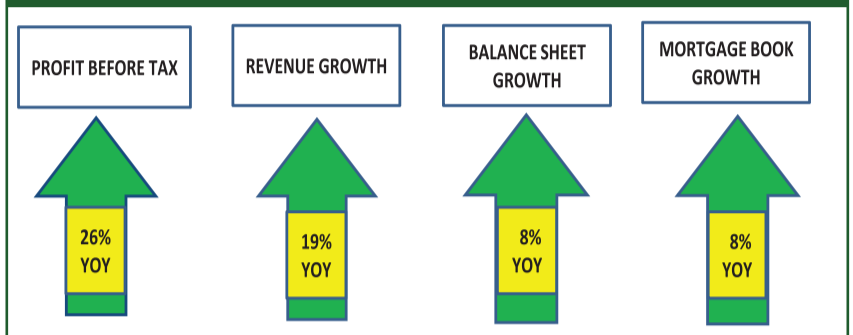 PROFIT BEFORE TAX
REVENUE GROWTH
BALANCE SHEET
GROWTH
MORTGAGE BOOK
GROWTH
26%
YOY
19%
YOY
8%
YOY
8%
YOY